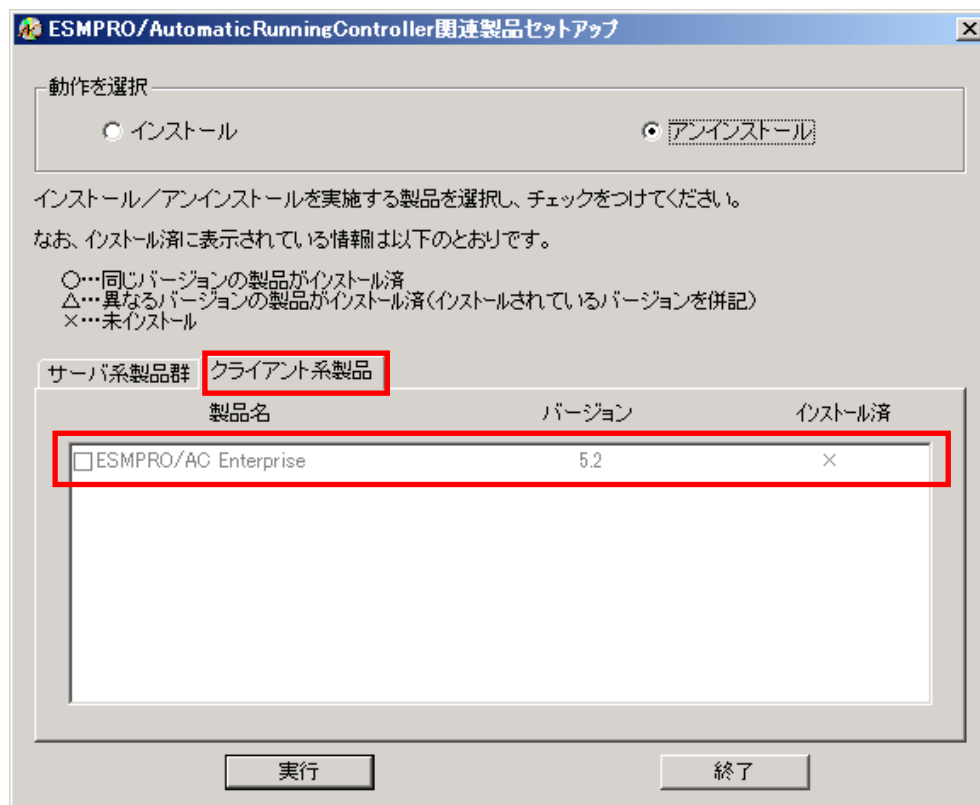 ESMPRO/AutomaticRunningController関連製品セットアップ
動作を選択
インストール
アンインストール
インストール／アンインストールを実施する製品を選択し、チェックをつけてください。
なお、インストール済に表示されている情報は以下のとおりです。
○…同じバージョンの製品がインストール済
△…異なるバージョンの製品がインストール済(インストールされているバージョンを併記)
×…未インストール
サーバ系製品群 クライアント系製品
製品名 バージョン インストール済
ESMPRO/AC Enterprise 5.2 ×
実行 終了